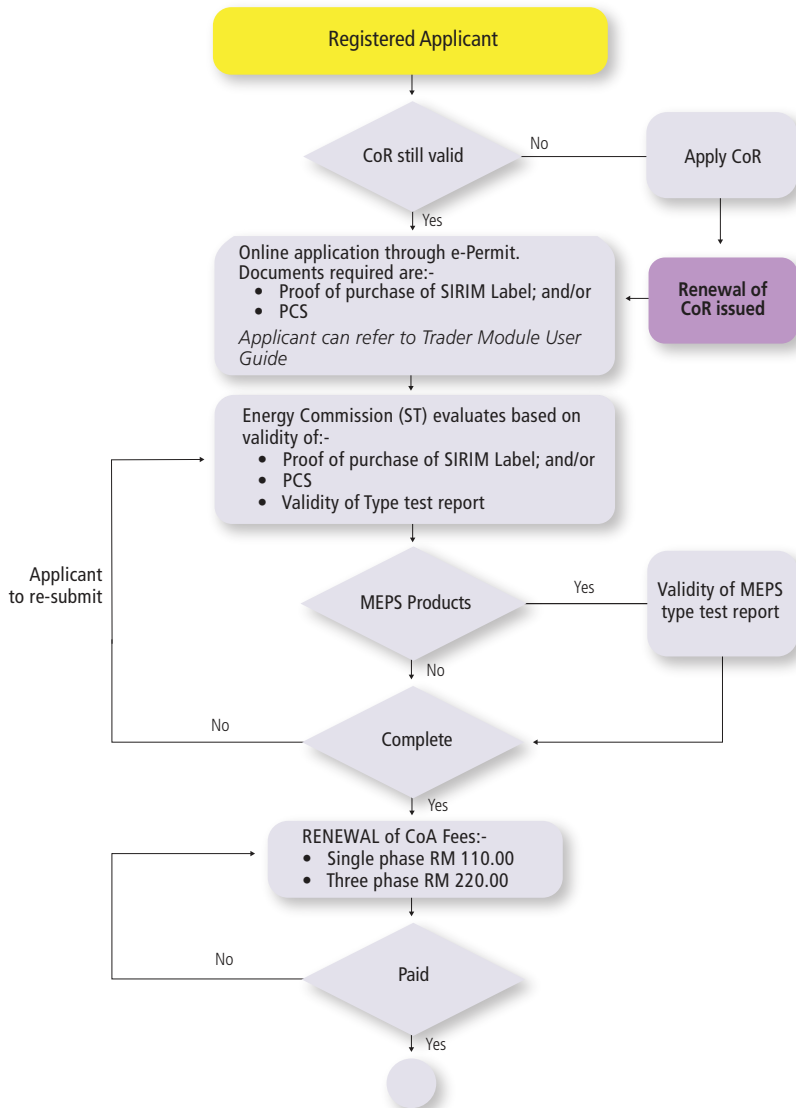 Registered Applicant
CoR still valid
No
Apply CoR
Yes
Online application through e-Permit.
Documents required are:-
• Proof of purchase of SIRIM Label; and/or
• PCS
Applicant can refer to Trader Module User
Guide
Renewal of
CoR issued
Energy Commission (ST) evaluates based on
validity of:-
• Proof of purchase of SIRIM Label; and/or
• PCS
• Validity of Type test report
Applicant
to re-submit
MEPS Products
Yes
Validity of MEPS
type test report
No
No
Complete
Yes
RENEWAL of CoA Fees:-
• Single phase RM 110.00
• Three phase RM 220.00
No
Paid
Yes